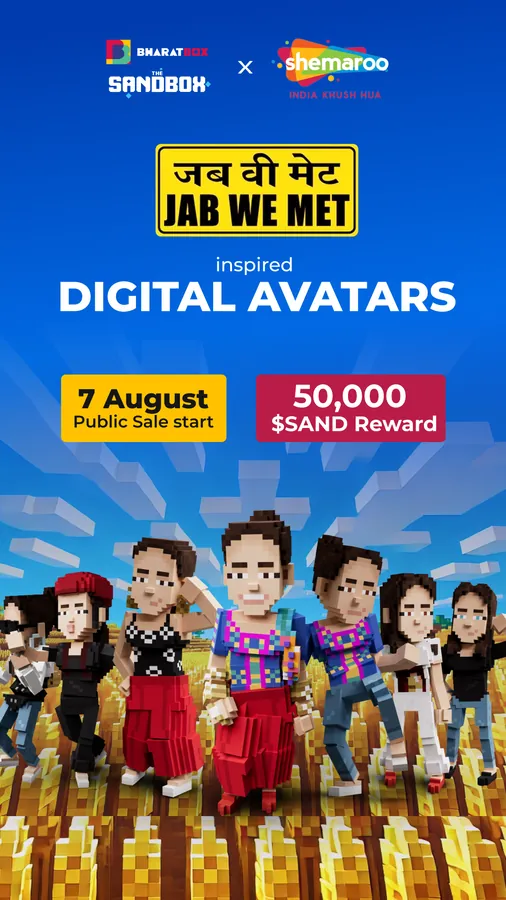 BHARATBOX
THE
SANDBOX
X
shemaroo
INDIA KHUSH HUA
जब वी मेट
JAB WE MET
inspired
DIGITAL AVATARS
7 August
Public Sale start
50,000
$SAND Reward